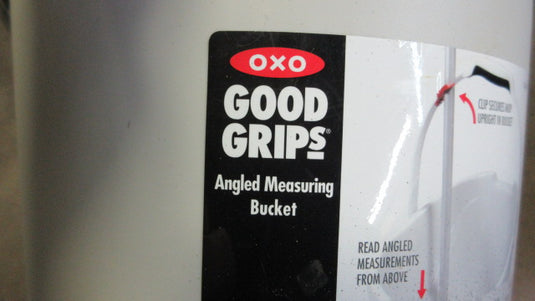 OXO
GOOD
GRIPS®
Angled Measuring
Bucket
CLIP SECURES MOP
UPRIGHT IN BUCKET
READ ANGLED
MEASUREMENTS
FROM ABOVE